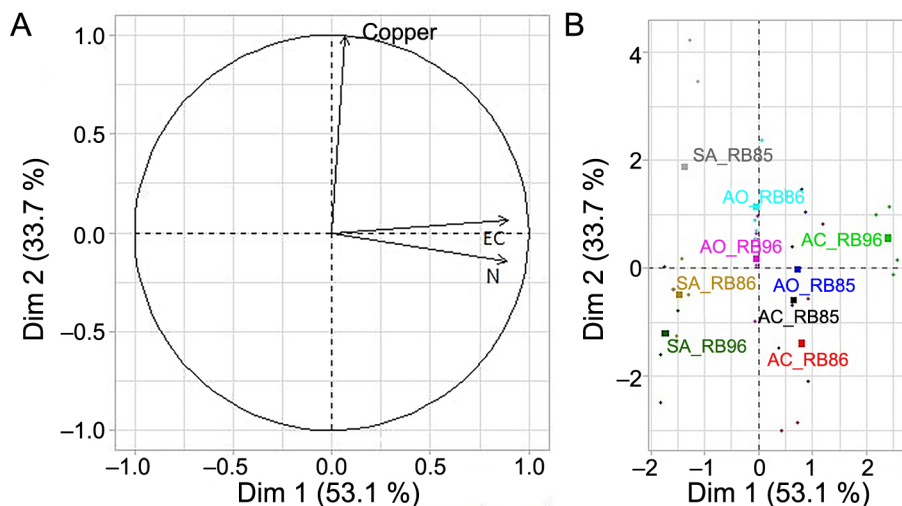 A
Dim 2 (33.7 %)
1.0
0.5
0.0
–0.5
–1.0
Copper
EC
N
–1.0
–0.5
0.0
0.5
1.0
Dim 1 (53.1 %)
B
Dim 2 (33.7 %)
4
2
0
–2
SA_RB85
AO_RB86
AO_RB96
AC_RB96
SA_RB86
AO_RB85
AC_RB85
SA_RB96
AC_RB86
–2
–1
0
1
2
Dim 1 (53.1 %)